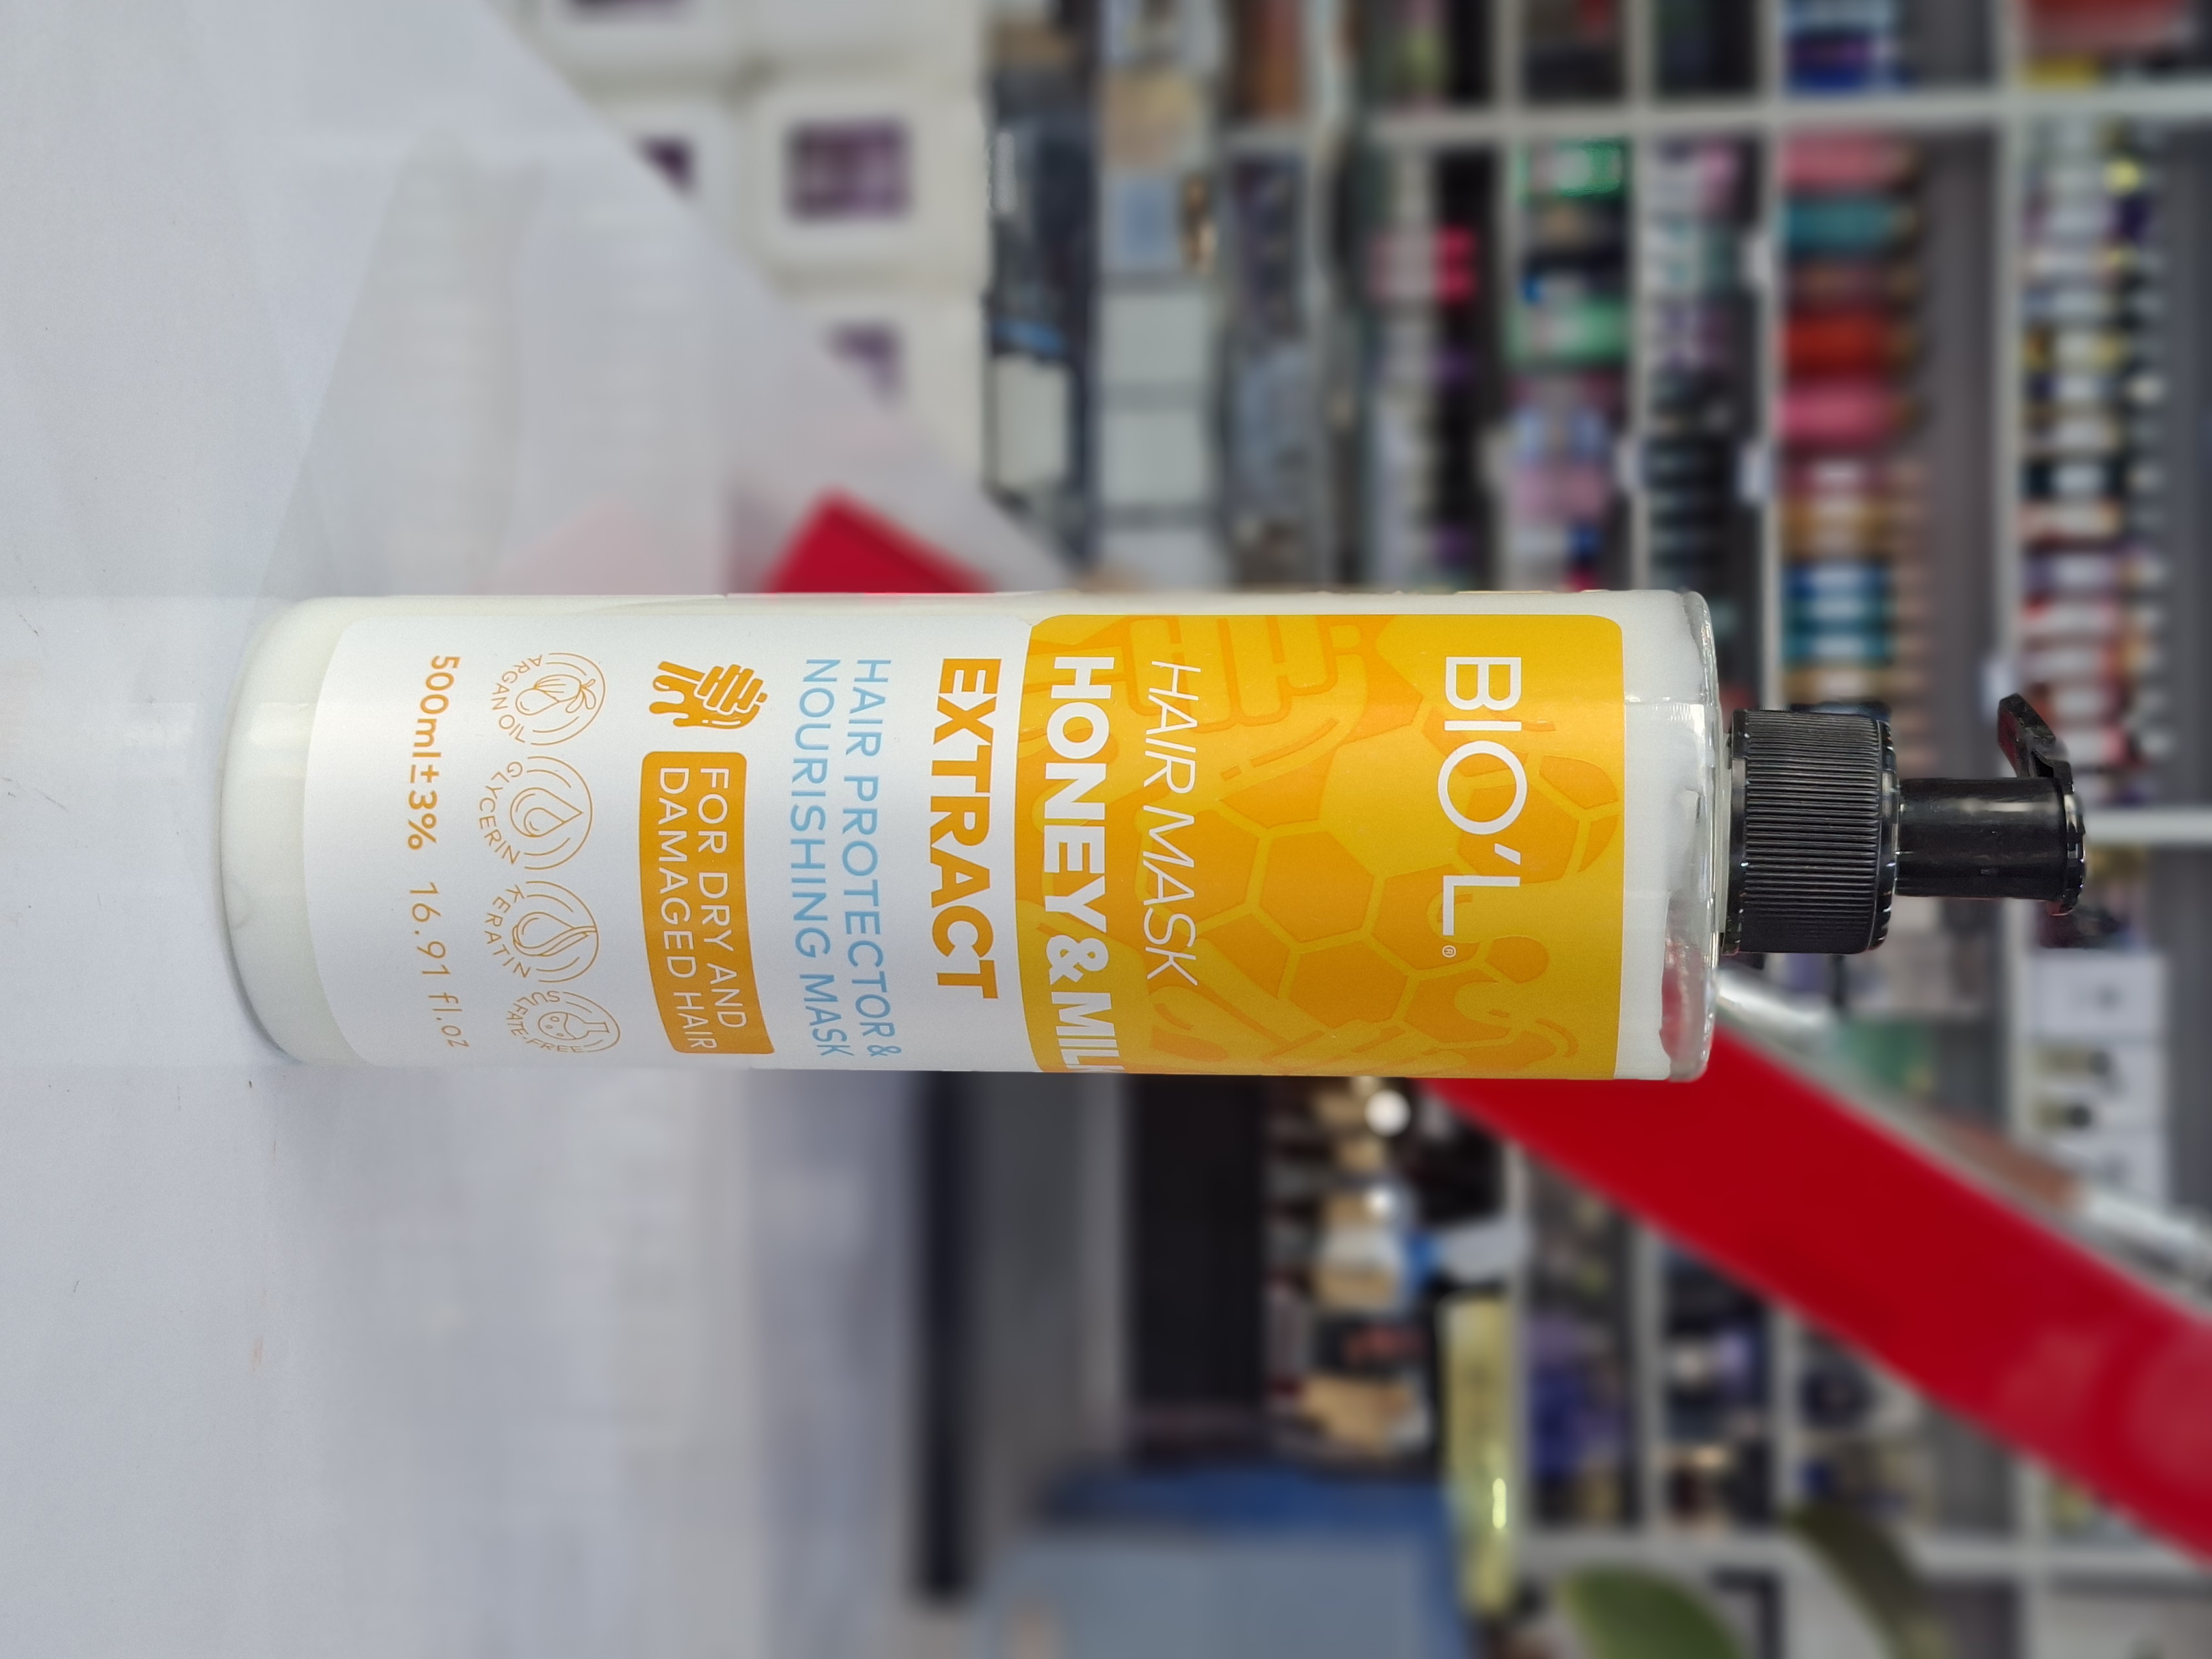 BIO'L®
HAIR MASK
HONEY & MILK
EXTRACT
HAIR PROTECTOR &
NOURISHING MASK
FOR DRY AND
DAMAGED HAIR
ARGAN OIL
GLYCERIN
KERATIN
SULFATE-FREE
500ml±3% 16.91 fl.oz